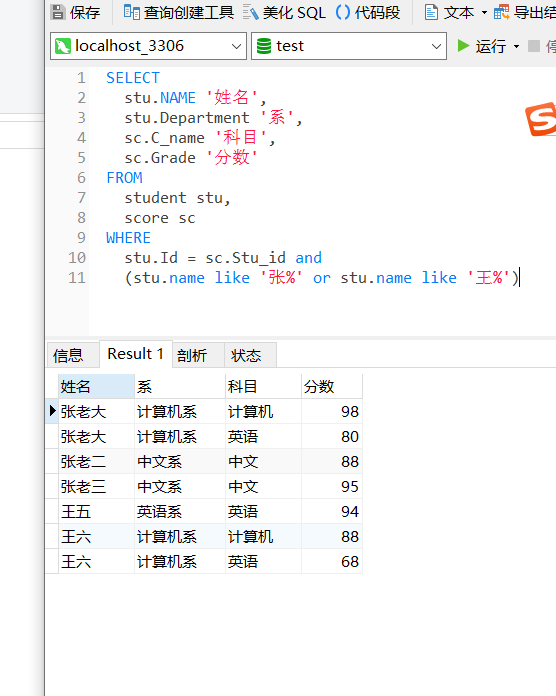 保存 查询创建工具 美化 SQL () 代码段 文本 导出结
localhost_3306 test 运行 停
1 SELECT
2 stu.NAME '姓名',
3 stu.Department '系',
4 sc.C_name '科目',
5 sc.Grade '分数'
6 FROM
7 student stu,
8 score sc
9 WHERE
10 stu.Id = sc.Stu_id and
11 (stu.name like '张%' or stu.name like '王%')
信息 Result 1 剖析 状态
姓名 系 科目 分数
张老大 计算机系 计算机 98
张老大 计算机系 英语 80
张老二 中文系 中文 88
张老三 中文系 中文 95
王五 英语系 英语 94
王六 计算机系 计算机 88
王六 计算机系 英语 68